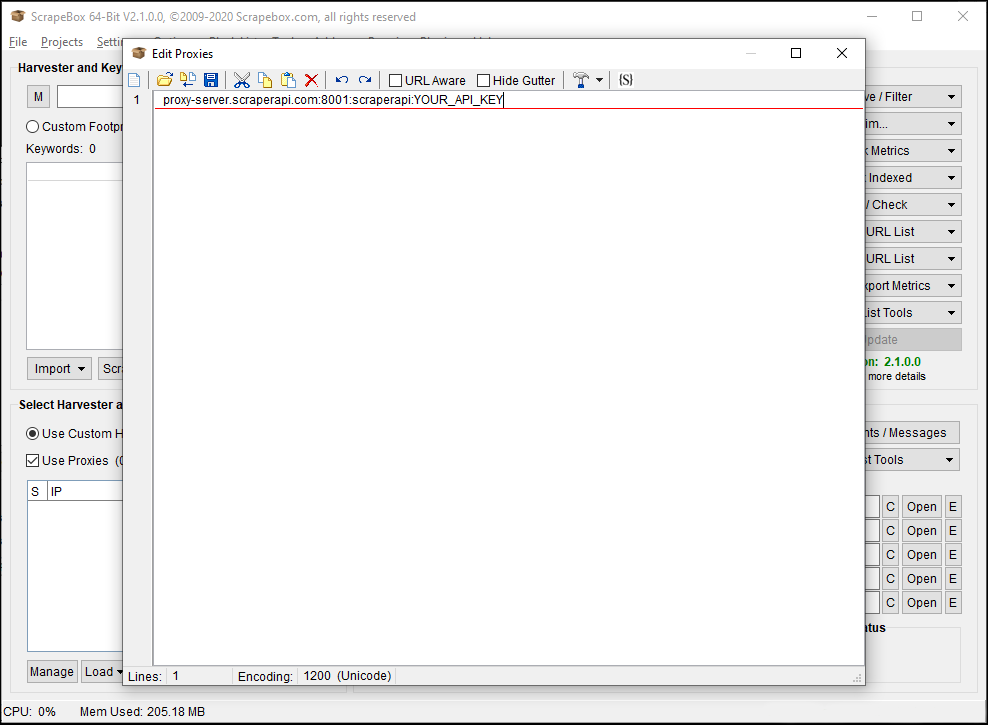 ScrapeBox 64-Bit V2.1.0.0, ©2009-2020 Scrapebox.com, all rights reserved
File Projects
Edit Proxies
Harvester and Key
M
Custom Footpr
Keywords: 0
URL Aware Hide Gutter {S}
1 proxy-server.scraperapi.com:8001:scraperapi:YOUR_API_KEY
ve / Filter
im...
k Metrics
Indexed
/ Check
URL List
URL List
xport Metrics
ist Tools
pdate
on: 2.1.0.0
more details
Import Scra
Select Harvester a
Use Custom H
Use Proxies (0
S IP
nts / Messages
st Tools
C Open E
C Open E
C Open E
C Open E
C Open E
atus
Manage Load
Lines: 1 Encoding: 1200 (Unicode)
CPU: 0% Mem Used: 205.18 MB